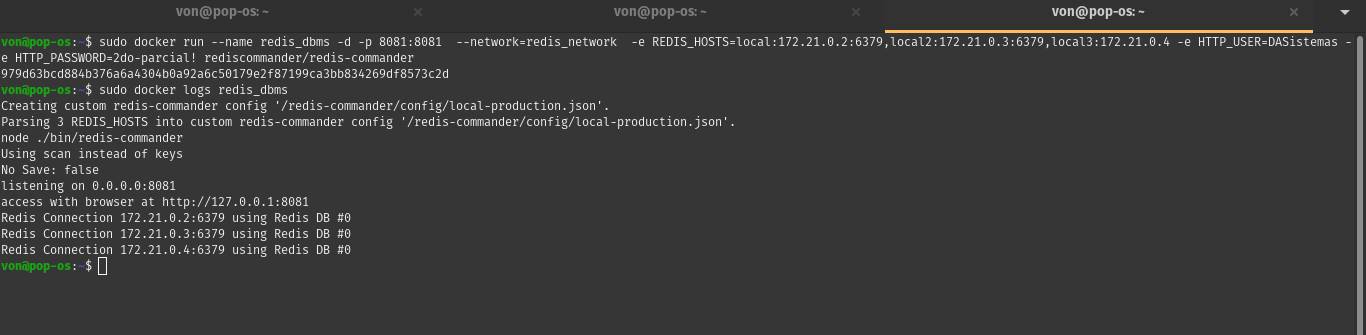 von@pop-os: ~ × von@pop-os: ~ × von@pop-os: ~ ×
von@pop-os:~$ sudo docker run --name redis_dbms -d -p 8081:8081  --network=redis_network  -e REDIS_HOSTS=local:172.21.0.2:6379,local2:172.21.0.3:6379,local3:172.21.0.4 -e HTTP_USER=DASistemas -
e HTTP_PASSWORD=2do-parcial! rediscommander/redis-commander
979d63bcd884b376a6a4304b0a92a6c50179e2f87199ca3bb834269df8573c2d
von@pop-os:~$ sudo docker logs redis_dbms
Creating custom redis-commander config '/redis-commander/config/local-production.json'.
Parsing 3 REDIS_HOSTS into custom redis-commander config '/redis-commander/config/local-production.json'.
node ./bin/redis-commander
Using scan instead of keys
No Save: false
listening on 0.0.0.0:8081
access with browser at http://127.0.0.1:8081
Redis Connection 172.21.0.2:6379 using Redis DB #0
Redis Connection 172.21.0.3:6379 using Redis DB #0
Redis Connection 172.21.0.4:6379 using Redis DB #0
von@pop-os:~$